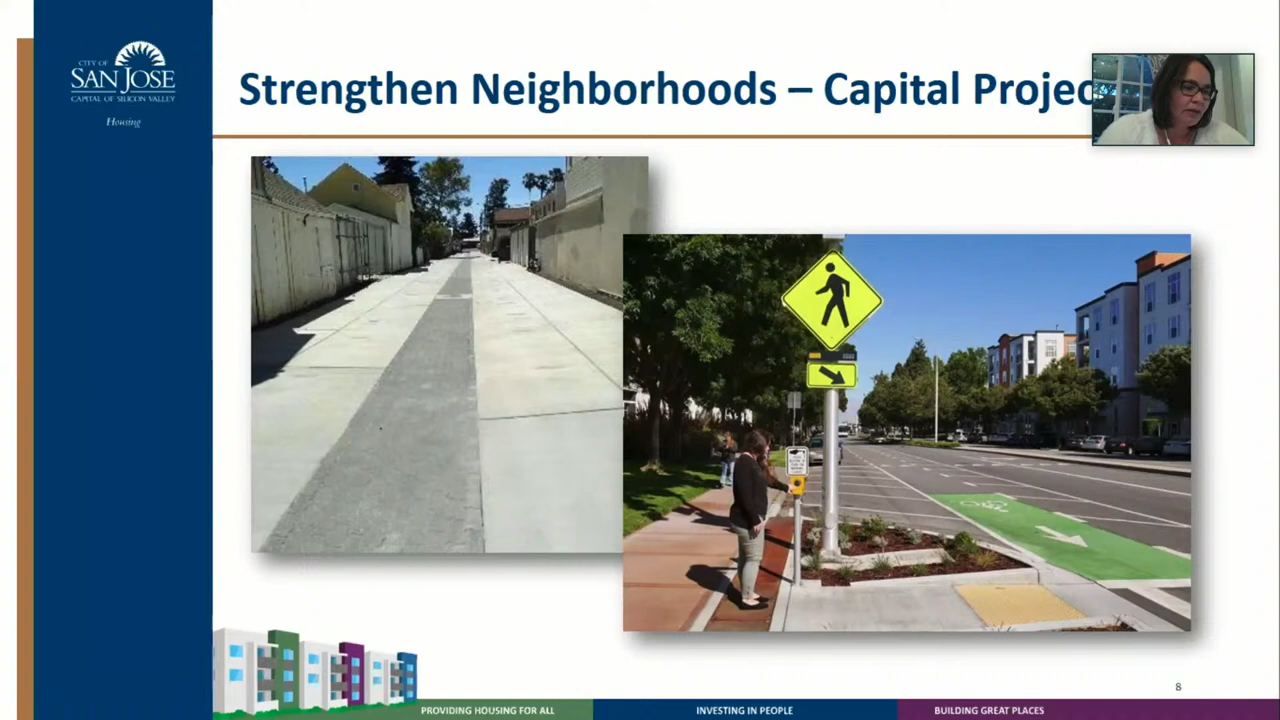 CITY OF
SAN JOSE
CAPITAL OF SILICON VALLEY
Housing
Strengthen Neighborhoods – Capital Projec
8
PROVIDING HOUSING FOR ALL
INVESTING IN PEOPLE
BUILDING GREAT PLACES